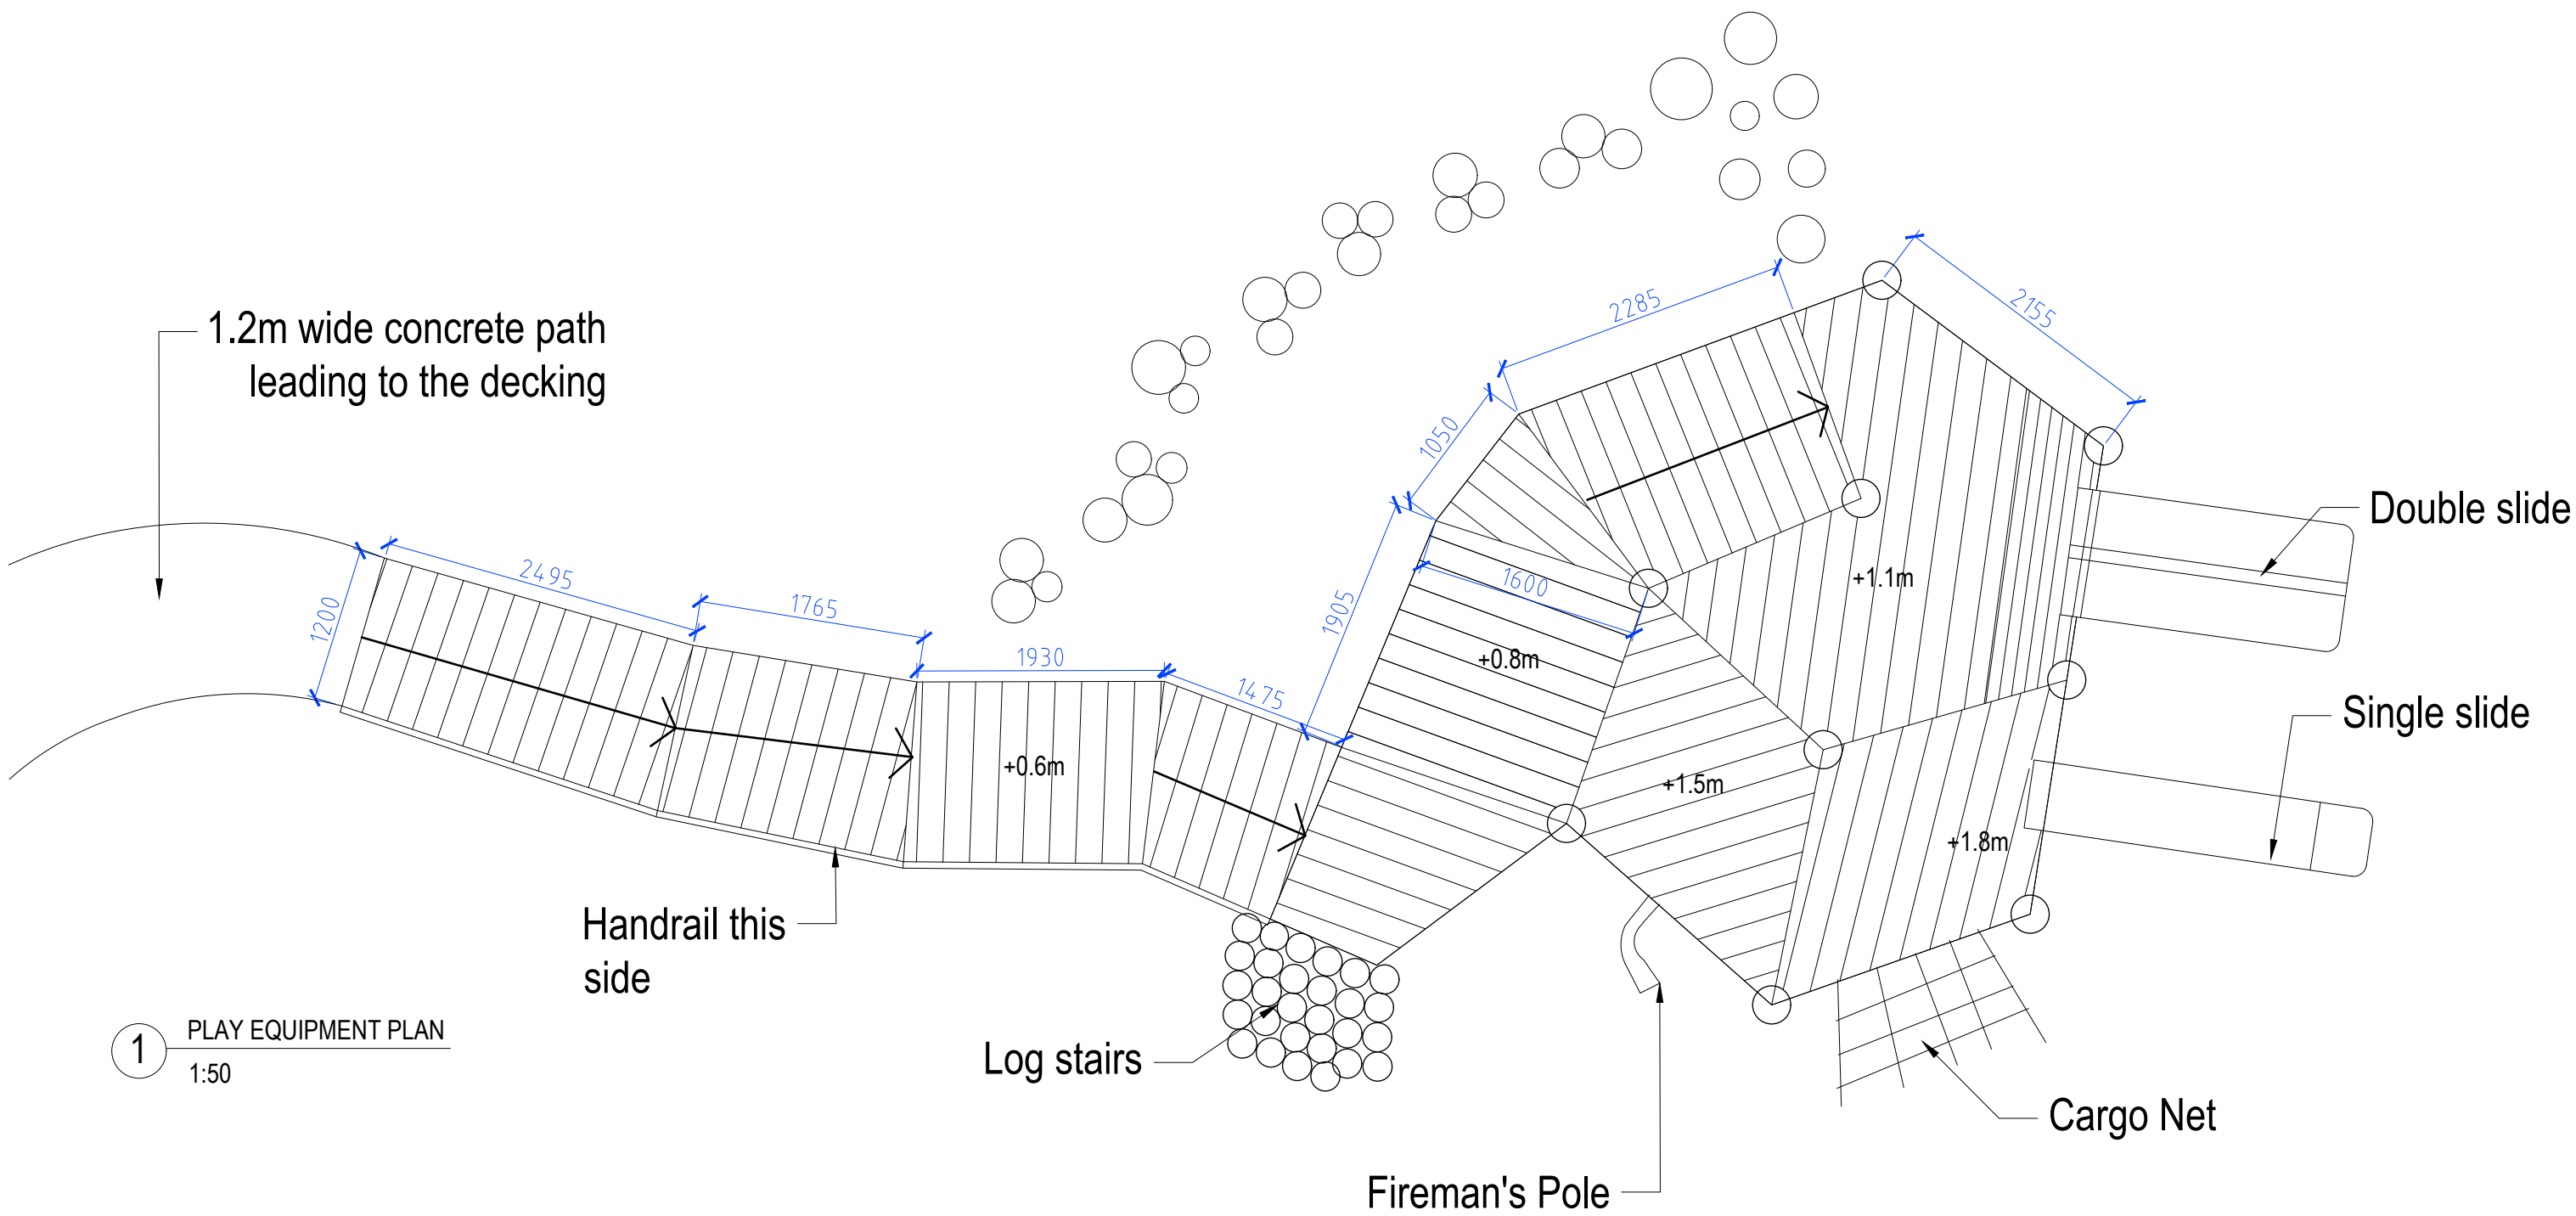 1.2m wide concrete path
leading to the decking
2285
2155
1050
Double slide
2495
1200
1765
1600
1905
+1.1m
1930
+0.8m
1475
Single slide
+0.6m
+1.5m
+1.8m
Handrail this
side
1
PLAY EQUIPMENT PLAN
1:50
Log stairs
Cargo Net
Fireman's Pole